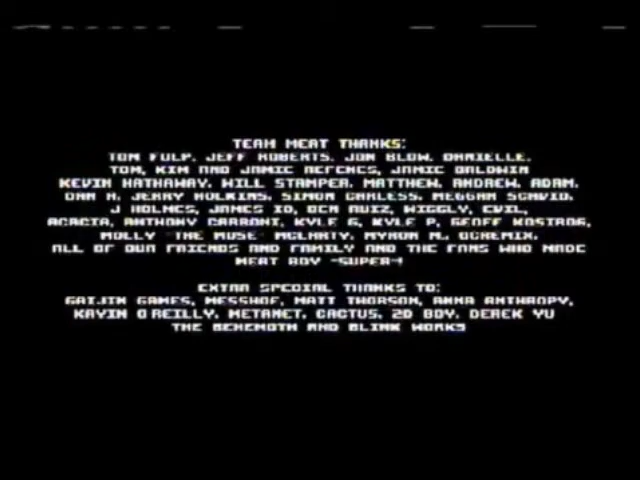 TEAM MEAT THANKS:
TOM FULP, JEFF ROBERTS, JON BLOW, DANIELLE,
TOM, KIM AND JAMIC REFENES, JAMIC BALDWIN
KEVIN HATHAWAY, WILL STAMPER, MATTHEW, ANDREW, ADAM,
DAN A, JERRY HOLKINS, SIMON CARLESS, MEGGAN SCAVIO,
J HOLMES, JAMES ID, BEN RUIZ, WIGGLY, EVIL,
ACACIA, ANTHONY CARBONI, KYLE G, KYLE P, GEOFF
MOLLY "THE MUSE" MCLARTY, MYRON M., OCREMIX,
ALL OF OUR FRIENDS AND FAMILY AND THE FANS WHO MADE
MEAT BOY -SUPER-!
EXTRA SPECIAL THANKS TO:
GAIJIN GAMES, MESSHOF, MATT THORSON, ANNA ANTHROPY,
KAYIN O'REILLY, METANET, CACTUS, 2D BOY, DEREK YU
THE BEHEMOTH AND BLINK WORKS